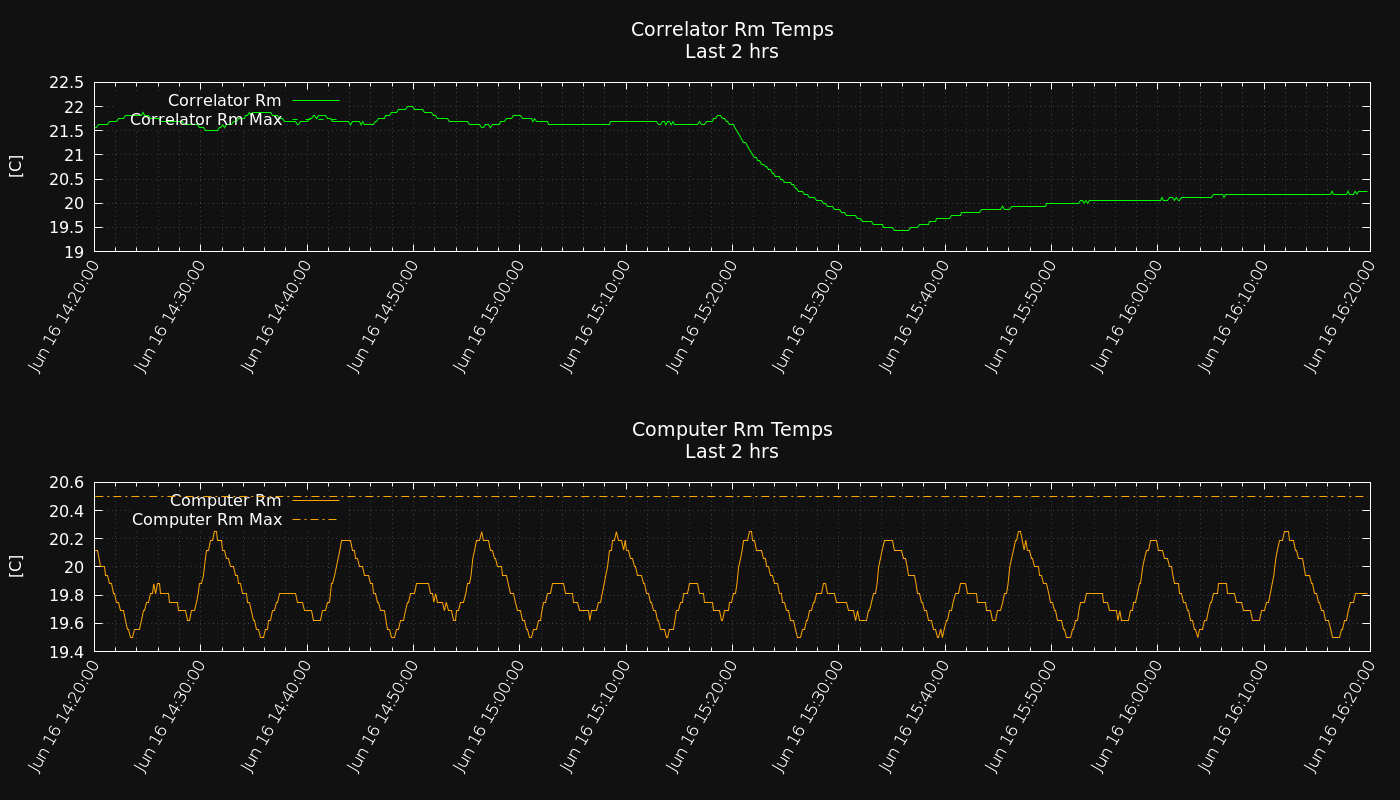 Correlator Rm Temps
Last 2 hrs
22.5
22
21.5
21
20.5
20
19.5
19
[C]
Correlator Rm
Correlator Rm Max
Jun 16 14:20:00
Jun 16 14:30:00
Jun 16 14:40:00
Jun 16 14:50:00
Jun 16 15:00:00
Jun 16 15:10:00
Jun 16 15:20:00
Jun 16 15:30:00
Jun 16 15:40:00
Jun 16 15:50:00
Jun 16 16:00:00
Jun 16 16:10:00
Jun 16 16:20:00
Computer Rm Temps
Last 2 hrs
20.6
20.4
20.2
20
19.8
19.6
19.4
[C]
Computer Rm
Computer Rm Max
Jun 16 14:20:00
Jun 16 14:30:00
Jun 16 14:40:00
Jun 16 14:50:00
Jun 16 15:00:00
Jun 16 15:10:00
Jun 16 15:20:00
Jun 16 15:30:00
Jun 16 15:40:00
Jun 16 15:50:00
Jun 16 16:00:00
Jun 16 16:10:00
Jun 16 16:20:00